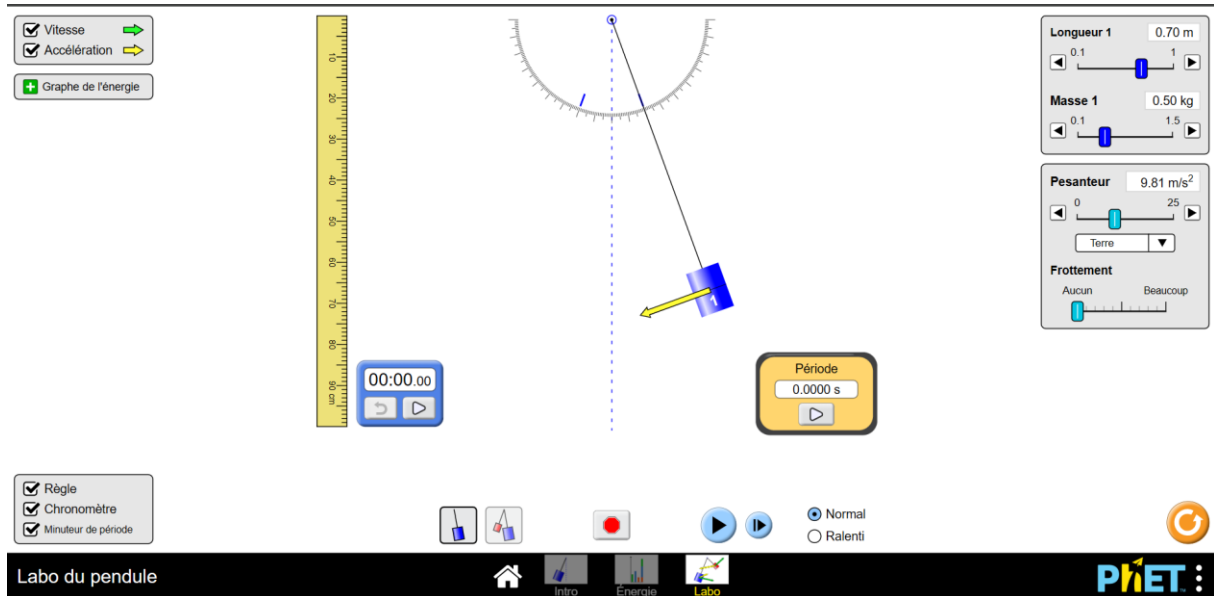 Vitesse
Accélération
Graphe de l'énergie
10
20
30
40
50
60
70
80
90 cm
00:00.00
1
Période
0.0000 s
Longueur 1
0.70 m
0.1
1
Masse 1
0.50 kg
0.1
1.5
Pesanteur
9.81 m/s²
0
25
Terre
Frottement
Aucun
Beaucoup
Règle
Chronomètre
Minuteur de période
Normal
Ralenti
Labo du pendule
Intro
Énergie
Labo
PhET